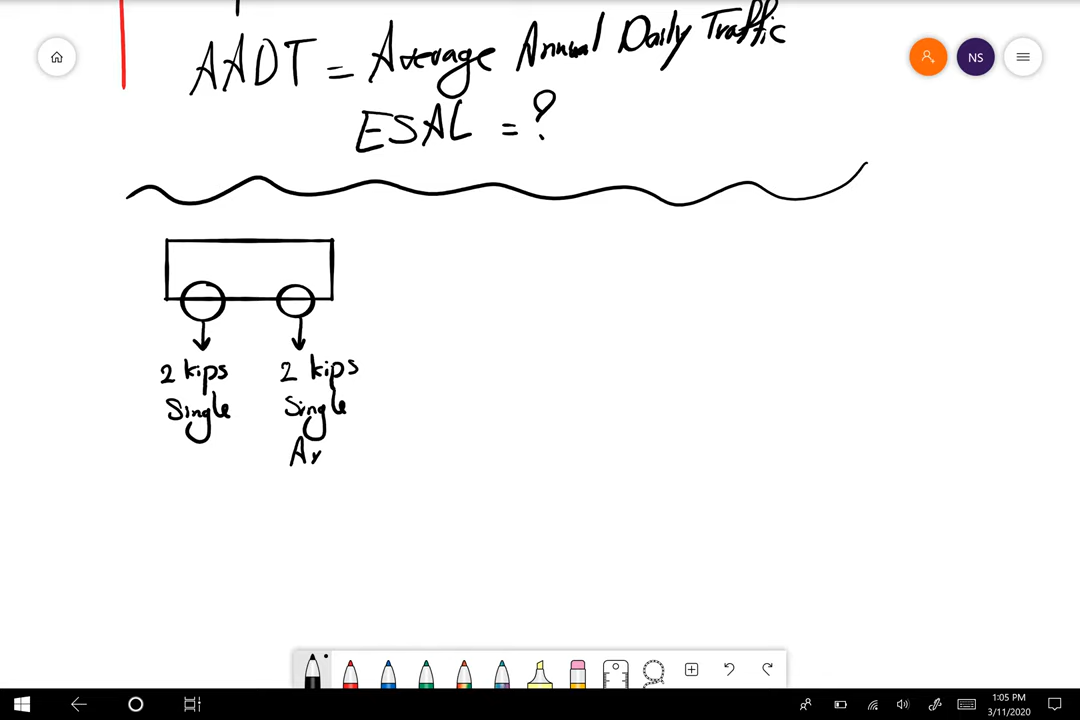 AADT = Average Annual Daily Traffic
ESAL = ?
NS
2 kips 2 kips
Single Single
Ax
1:05 PM
3/11/2020